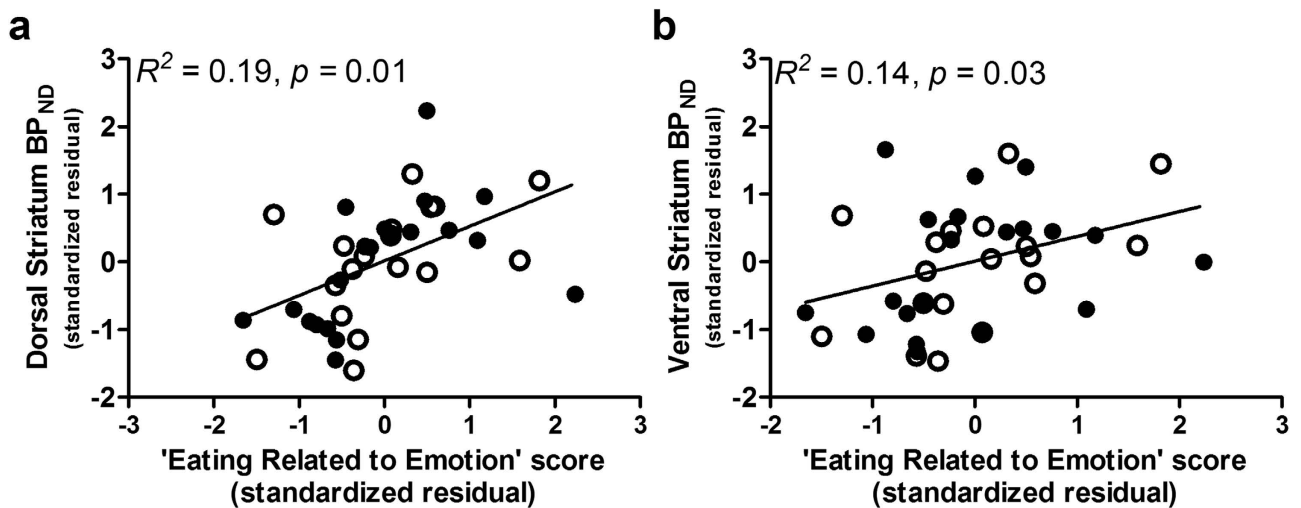 a
R² = 0.19, p = 0.01
Dorsal Striatum BPND
(standardized residual)
3
2
1
0
-1
-2
-3 -2 -1 0 1 2 3
'Eating Related to Emotion' score
(standardized residual)
b
R² = 0.14, p = 0.03
Ventral Striatum BPND
(standardized residual)
3
2
1
0
-1
-2
-2 -1 0 1 2 3
'Eating Related to Emotion' score
(standardized residual)